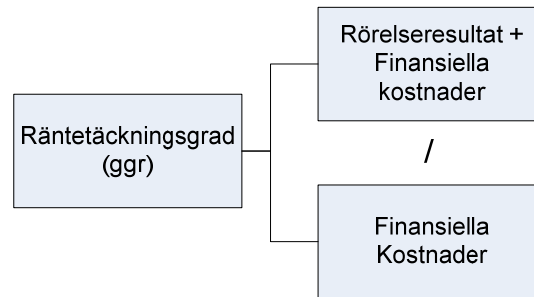 Räntetäckningsgrad
(ggr)
Rörelseresultat +
Finansiella
kostnader
/
Finansiella
Kostnader